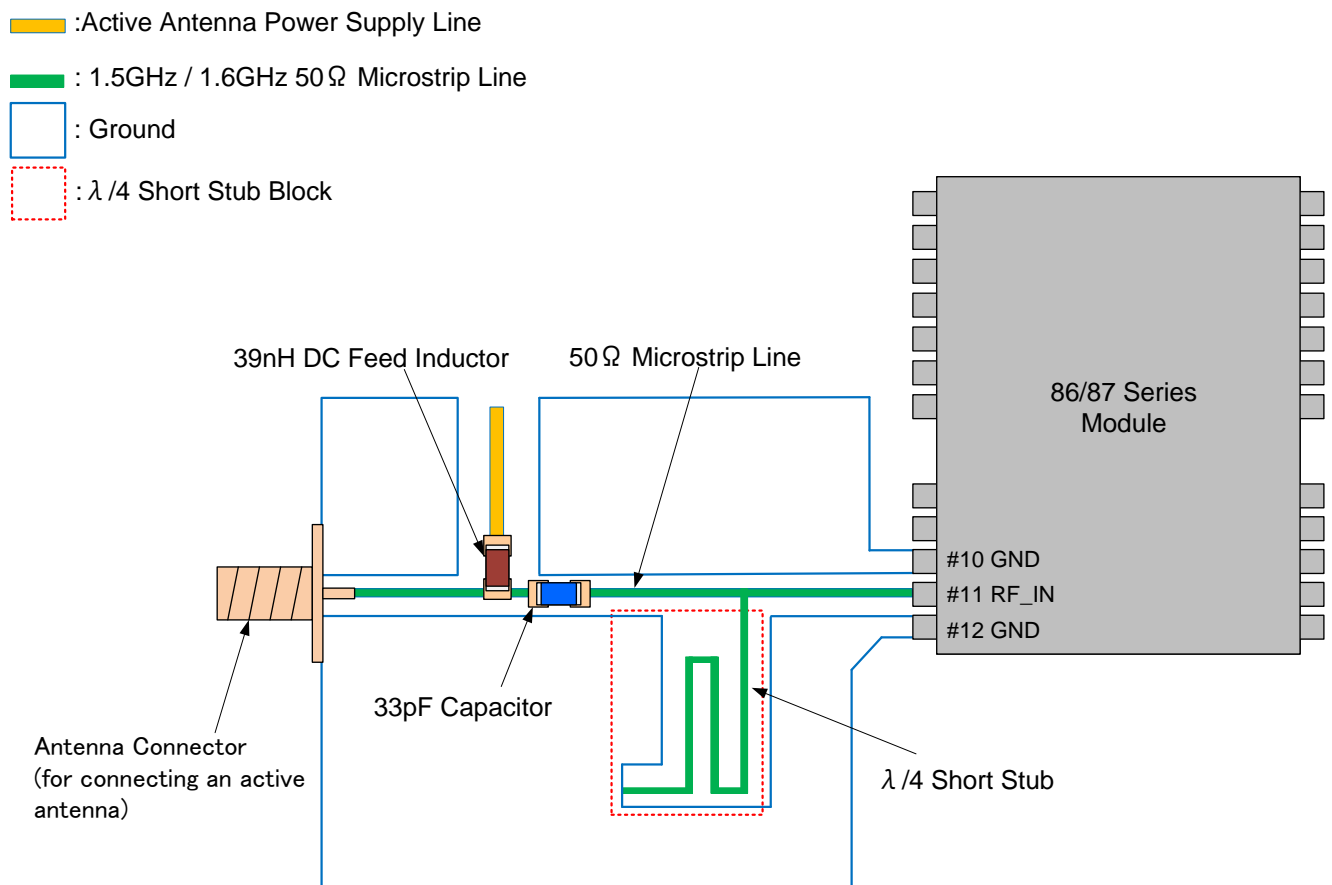 :Active Antenna Power Supply Line
: 1.5GHz / 1.6GHz 50Ω Microstrip Line
: Ground
: λ/4 Short Stub Block
39nH DC Feed Inductor
50Ω Microstrip Line
86/87 Series
Module
#10 GND
#11 RF_IN
#12 GND
33pF Capacitor
Antenna Connector
(for connecting an active
antenna)
λ/4 Short Stub